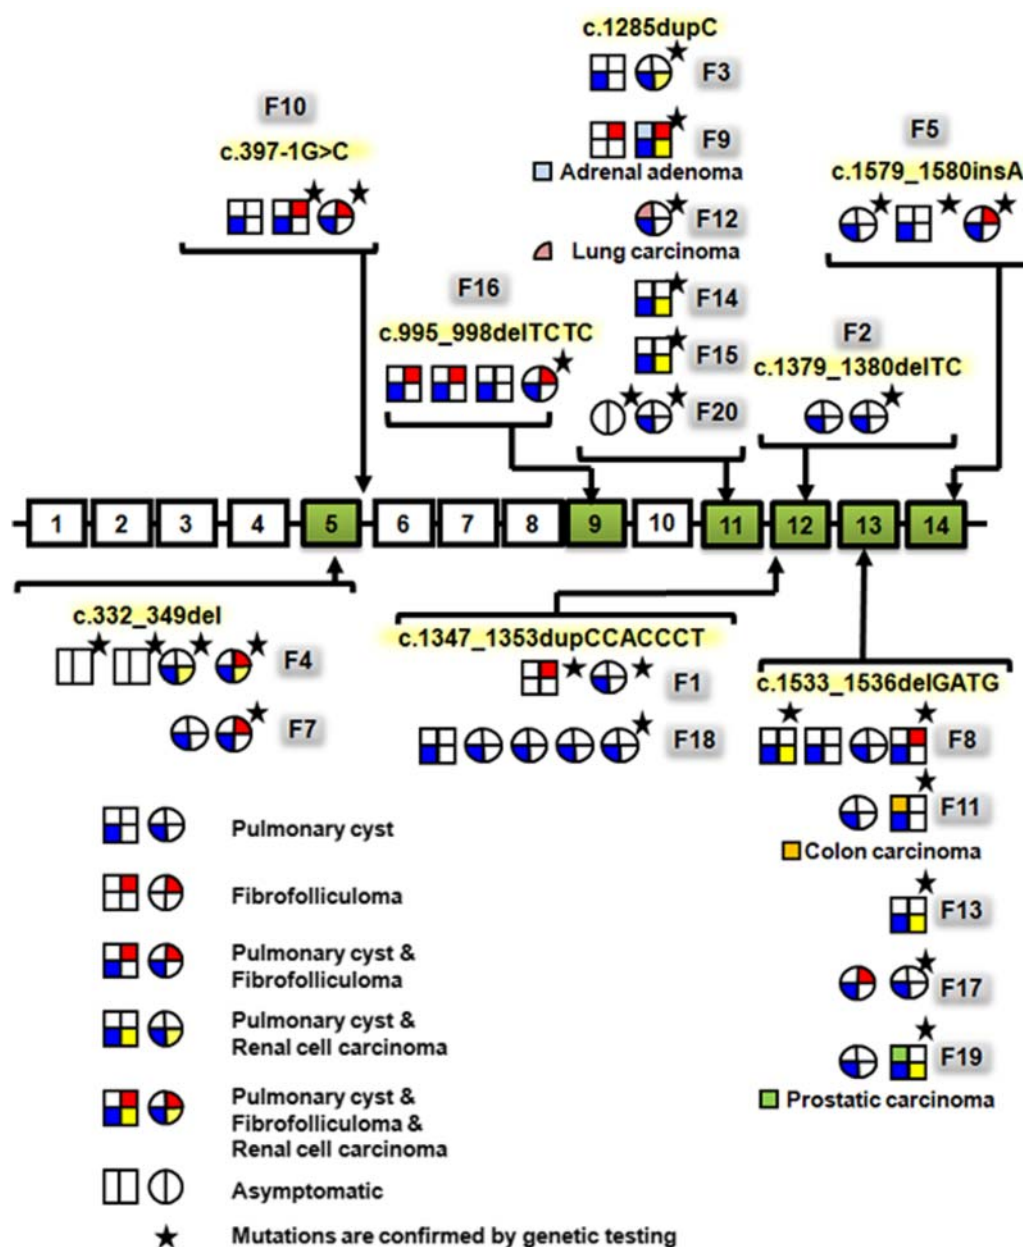 c.1285dupC
F3
F10
F9
F5
c.397-1G>C
Adrenal adenoma
c.1579_1580insA
F12
Lung carcinoma
F16
F14
c.995_998delTCTC
F15
F2
c.1379_1380delTC
F20
1 2 3 4 5 6 7 8 9 10 11 12 13 14
c.332_349del
c.1347_1353dupCCACCCT
F4
F1
c.1533_1536delGATG
F7
F18
F8
F11
Colon carcinoma
F13
F17
F19
Prostatic carcinoma
Pulmonary cyst
Fibrofolliculoma
Pulmonary cyst &
Fibrofolliculoma
Pulmonary cyst &
Renal cell carcinoma
Pulmonary cyst &
Fibrofolliculoma &
Renal cell carcinoma
Asymptomatic
Mutations are confirmed by genetic testing